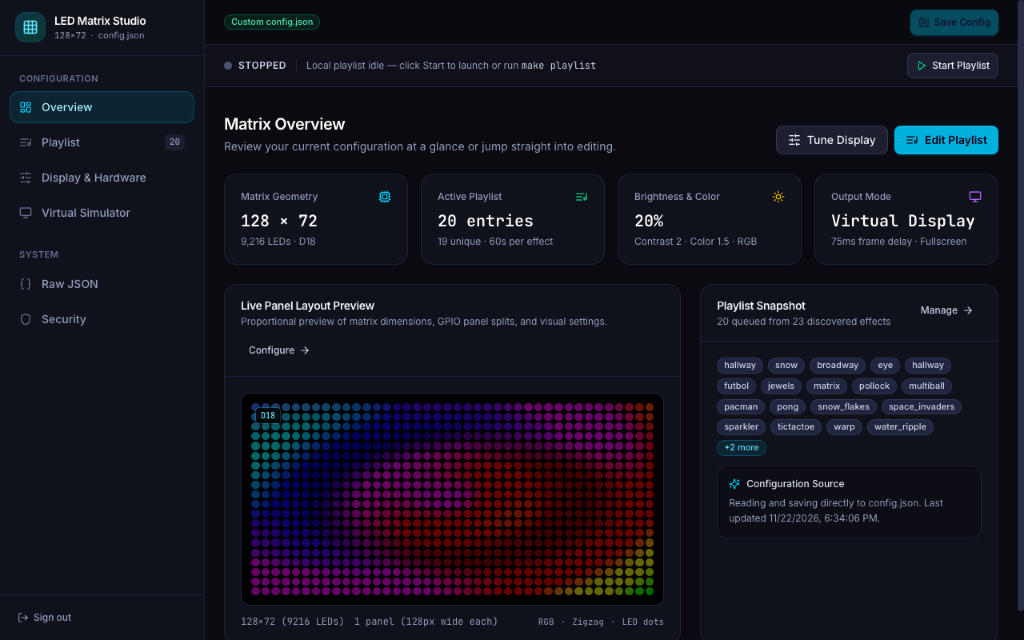 LED Matrix Studio
128×72 · config.json
CONFIGURATION
Overview
Playlist 20
Display & Hardware
Virtual Simulator
SYSTEM
Raw JSON
Security
Sign out
Custom config.json
Save Config
STOPPED
Local playlist idle — click Start to launch or run make playlist
Start Playlist
Matrix Overview
Review your current configuration at a glance or jump straight into editing.
Tune Display
Edit Playlist
Matrix Geometry
128 × 72
9,216 LEDs · D18
Active Playlist
20 entries
19 unique · 60s per effect
Brightness & Color
20%
Contrast 2 · Color 1.5 · RGB
Output Mode
Virtual Display
75ms frame delay · Fullscreen
Live Panel Layout Preview
Proportional preview of matrix dimensions, GPIO panel splits, and visual settings.
Configure →
D18
128×72 (9216 LEDs) 1 panel (128px wide each)
RGB · Zigzag · LED dots
Playlist Snapshot
20 queued from 23 discovered effects
Manage →
hallway snow broadway eye hallway
futbol jewels matrix pollock multiball
pacman pong snow_flakes space_invaders
sparkler tictactoe warp water_ripple
+2 more
Configuration Source
Reading and saving directly to config.json. Last
updated 11/22/2026, 6:34:06 PM.